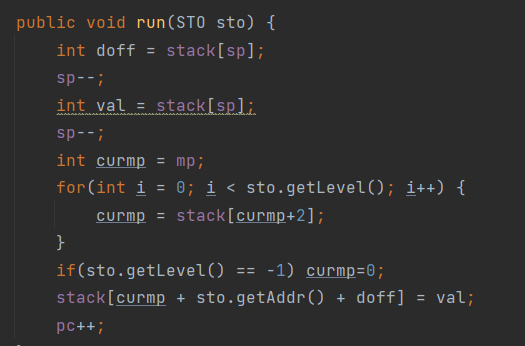 public void run(STO sto) {
    int doff = stack[sp];
    sp--;
    int val = stack[sp];
    sp--;
    int curmp = mp;
    for(int i = 0; i < sto.getLevel(); i++) {
        curmp = stack[curmp+2];
    }
    if(sto.getLevel() == -1) curmp=0;
    stack[curmp + sto.getAddr() + doff] = val;
    pc++;